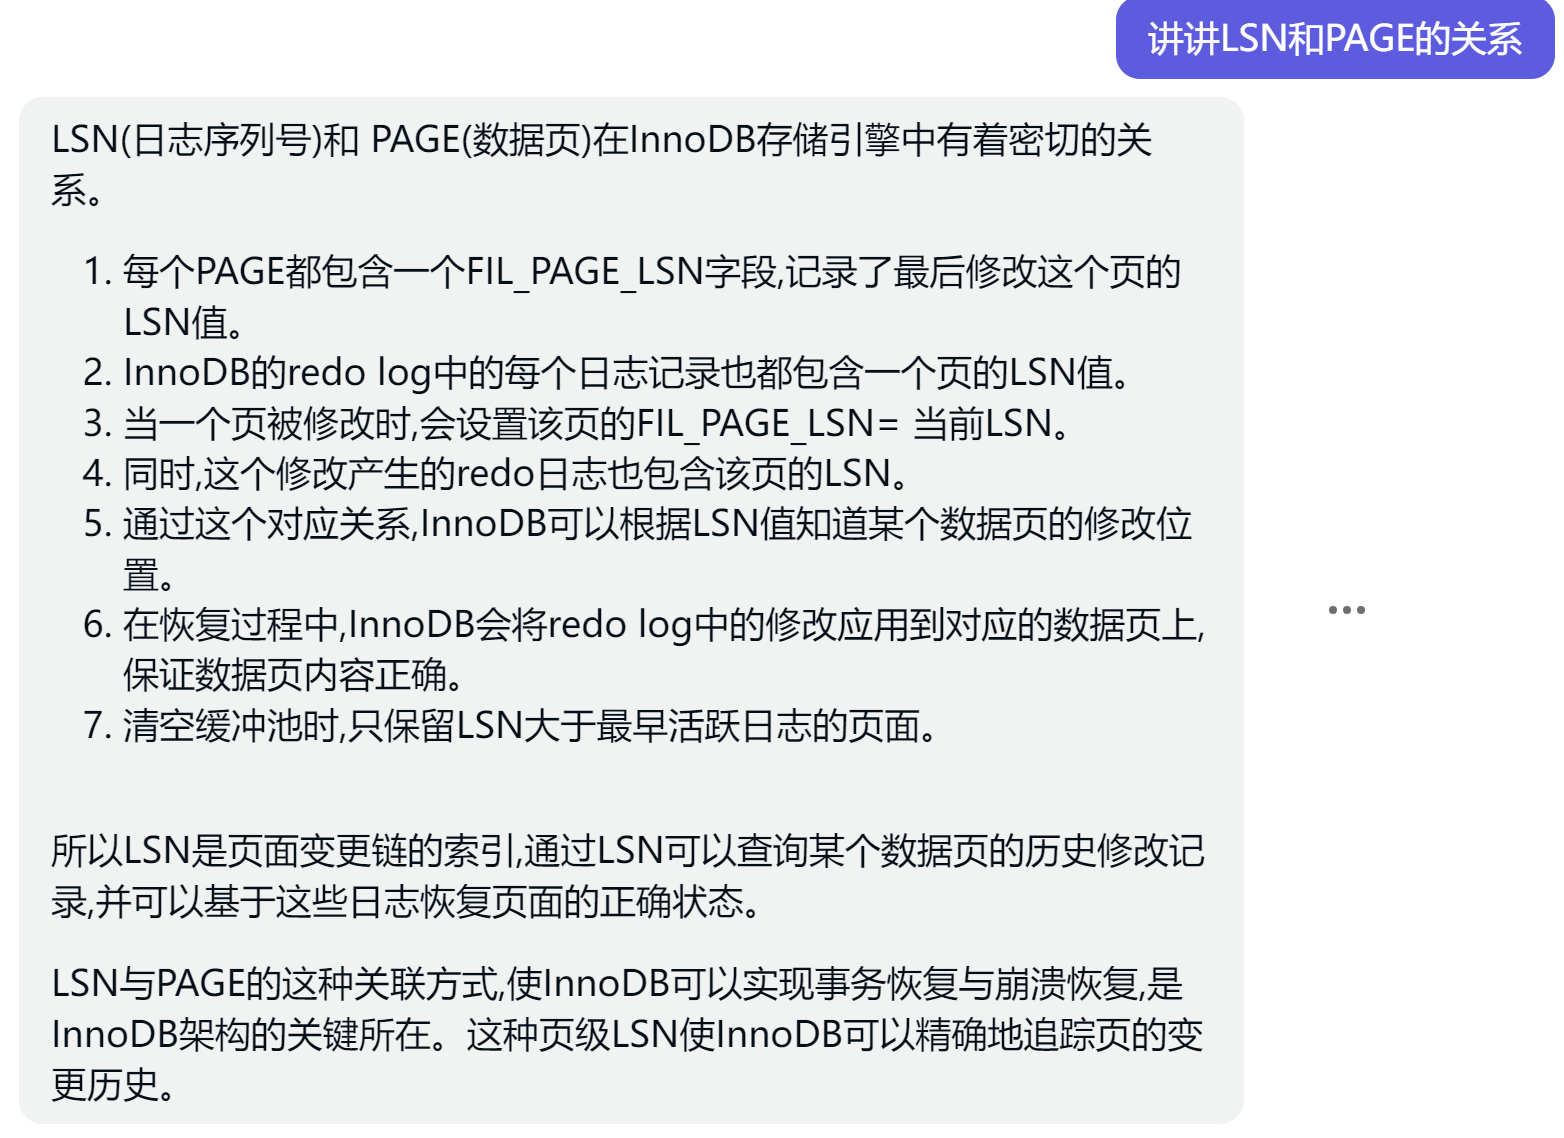 讲讲LSN和PAGE的关系
LSN(日志序列号)和 PAGE(数据页)在InnoDB存储引擎中有着密切的关
系。
1. 每个PAGE都包含一个FIL_PAGE_LSN字段,记录了最后修改这个页的
LSN值。
2. InnoDB的redo log中的每个日志记录也都包含一个页的LSN值。
3. 当一个页被修改时,会设置该页的FIL_PAGE_LSN= 当前LSN。
4. 同时,这个修改产生的redo日志也包含该页的LSN。
5. 通过这个对应关系,InnoDB可以根据LSN值知道某个数据页的修改位
置。
6. 在恢复过程中,InnoDB会将redo log中的修改应用到对应的数据页上,
保证数据页内容正确。
7. 清空缓冲池时,只保留LSN大于最早活跃日志的页面。
所以LSN是页面变更链的索引,通过LSN可以查询某个数据页的历史修改记
录,并可以基于这些日志恢复页面的正确状态。
LSN与PAGE的这种关联方式,使InnoDB可以实现事务恢复与崩溃恢复,是
InnoDB架构的关键所在。这种页级LSN使InnoDB可以精确地追踪页的变
更历史。